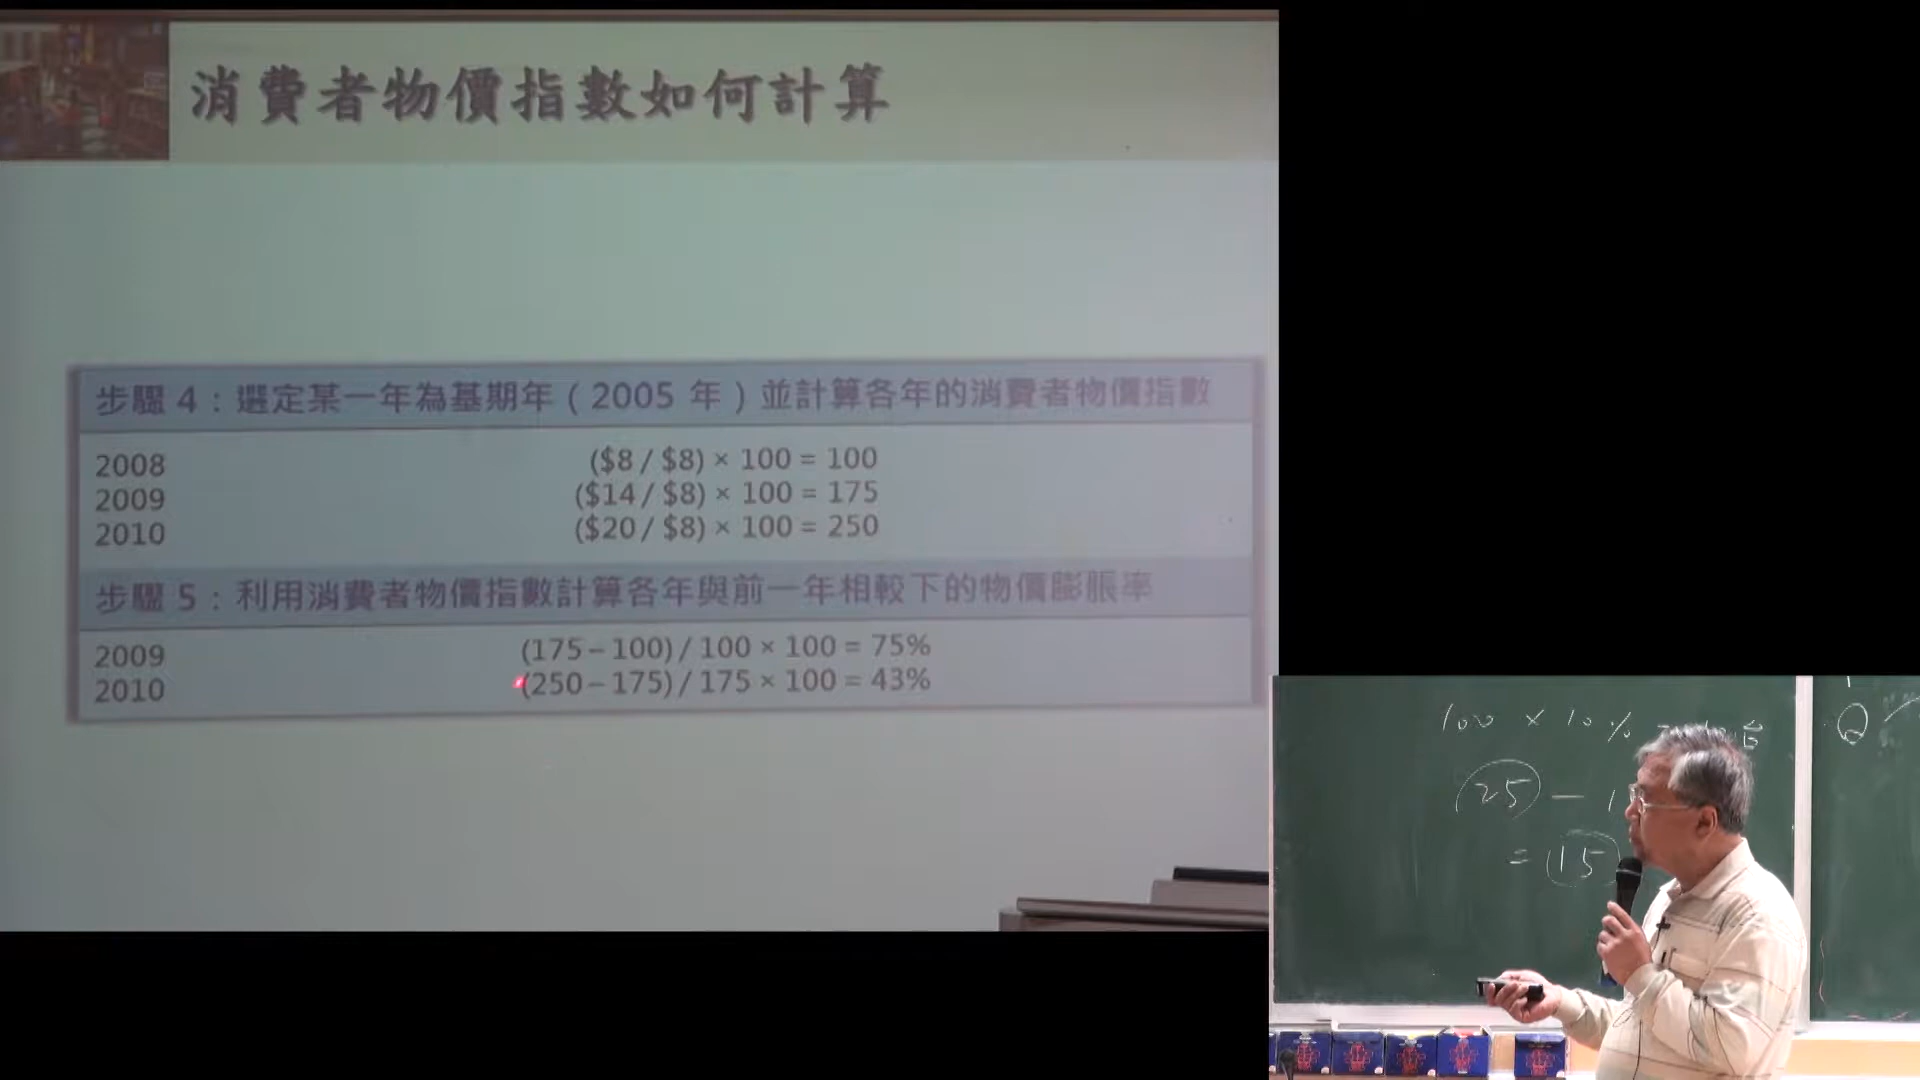 消費者物價指數如何計算
步驟 4：選定某一年為基期年（2005 年）並計算各年的消費者物價指數
2008 ($8 / $8) × 100 = 100
2009 ($14 / $8) × 100 = 175
2010 ($20 / $8) × 100 = 250
步驟 5：利用消費者物價指數計算各年與前一年相較下的物價膨脹率
2009 (175 – 100) / 100 × 100 = 75%
2010 (250 – 175) / 175 × 100 = 43%
100 × 10 %
25 –
= 15
Q